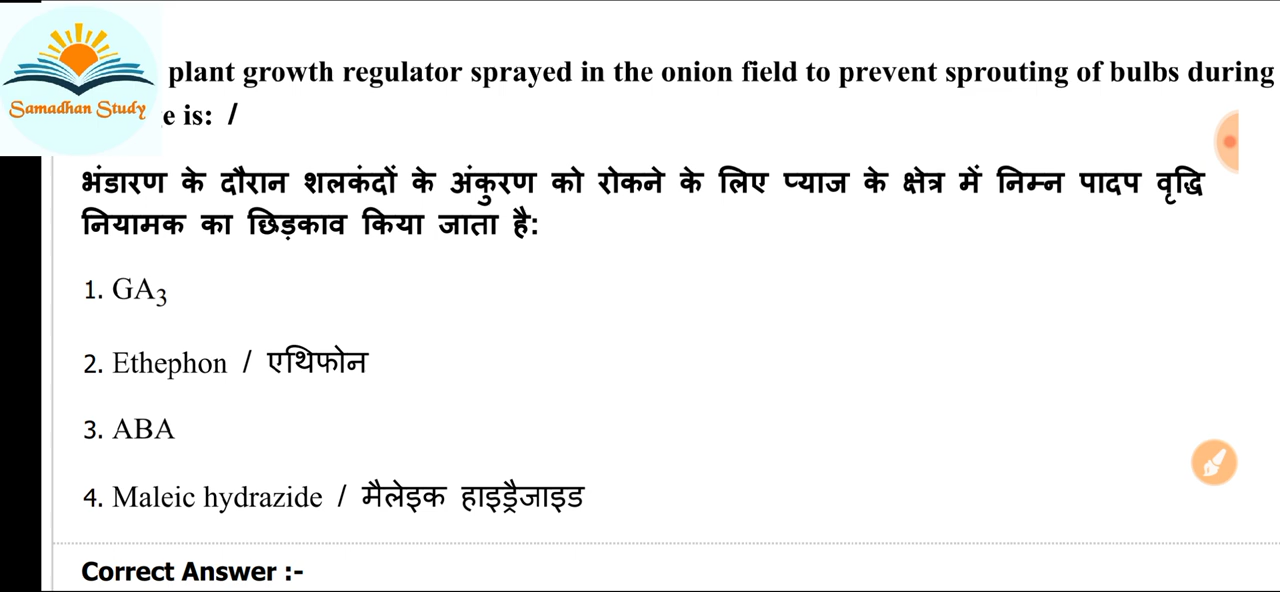 Samadhan Study
plant growth regulator sprayed in the onion field to prevent sprouting of bulbs during
e is: /
भंडारण के दौरान शलकंदों के अंकुरण को रोकने के लिए प्याज के क्षेत्र में निम्न पादप वृद्धि
नियामक का छिड़काव किया जाता है:
1. GA3
2. Ethephon / एथिफोन
3. ABA
4. Maleic hydrazide / मैलेइक हाइड्रैजाइड
Correct Answer :-